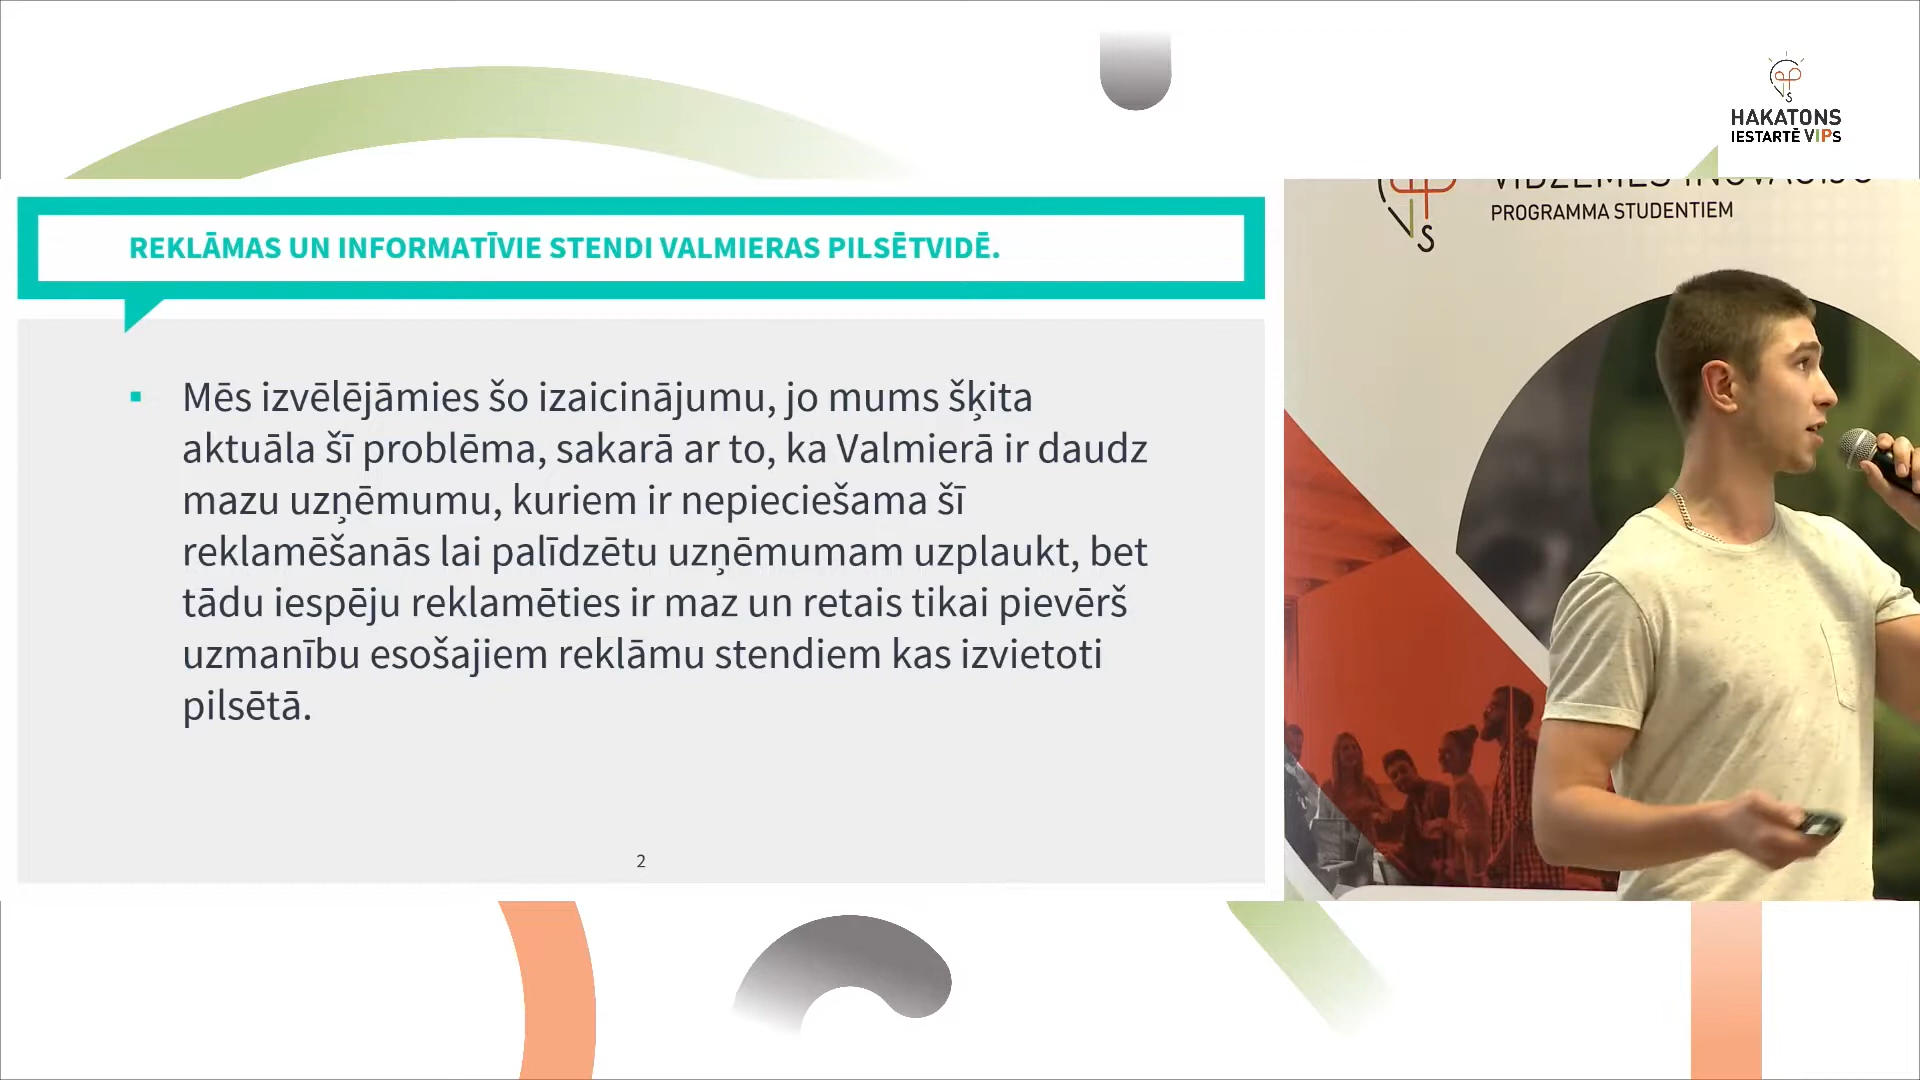 HAKATONS
IESTARTĒ VIPS
PROGRAMMA STUDENTIEM
REKLĀMAS UN INFORMATĪVIE STENDI VALMIERAS PILSĒTVIDĒ.
Mēs izvēlējāmies šo izaicinājumu, jo mums šķita
aktuāla šī problēma, sakarā ar to, ka Valmierā ir daudz
mazu uzņēmumu, kuriem ir nepieciešama šī
reklamēšanās lai palīdzētu uzņēmumam uzplaukt, bet
tādu iespēju reklamēties ir maz un retais tikai pievērš
uzmanību esošajiem reklāmu stendiem kas izvietoti
pilsētā.
2